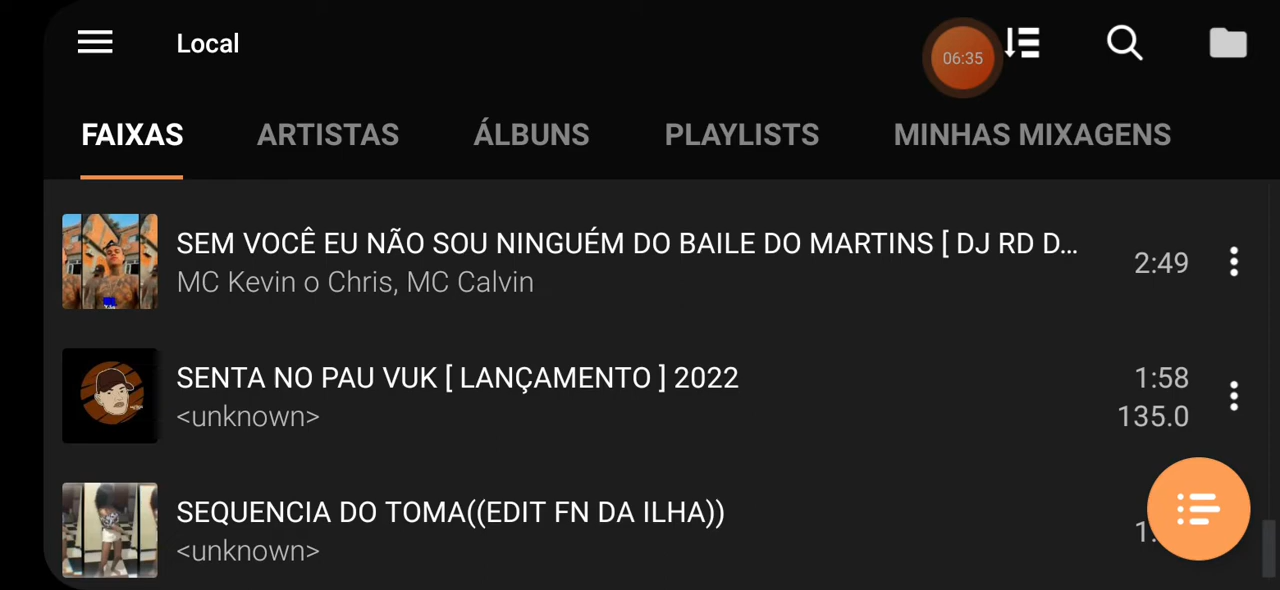 Local
06:35
FAIXAS ARTISTAS ÁLBUNS PLAYLISTS MINHAS MIXAGENS
SEM VOCÊ EU NÃO SOU NINGUÉM DO BAILE DO MARTINS [ DJ RD D...
2:49
MC Kevin o Chris, MC Calvin
SENTA NO PAU VUK [ LANÇAMENTO ] 2022
1:58
<unknown>
135.0
SEQUENCIA DO TOMA((EDIT FN DA ILHA))
<unknown>